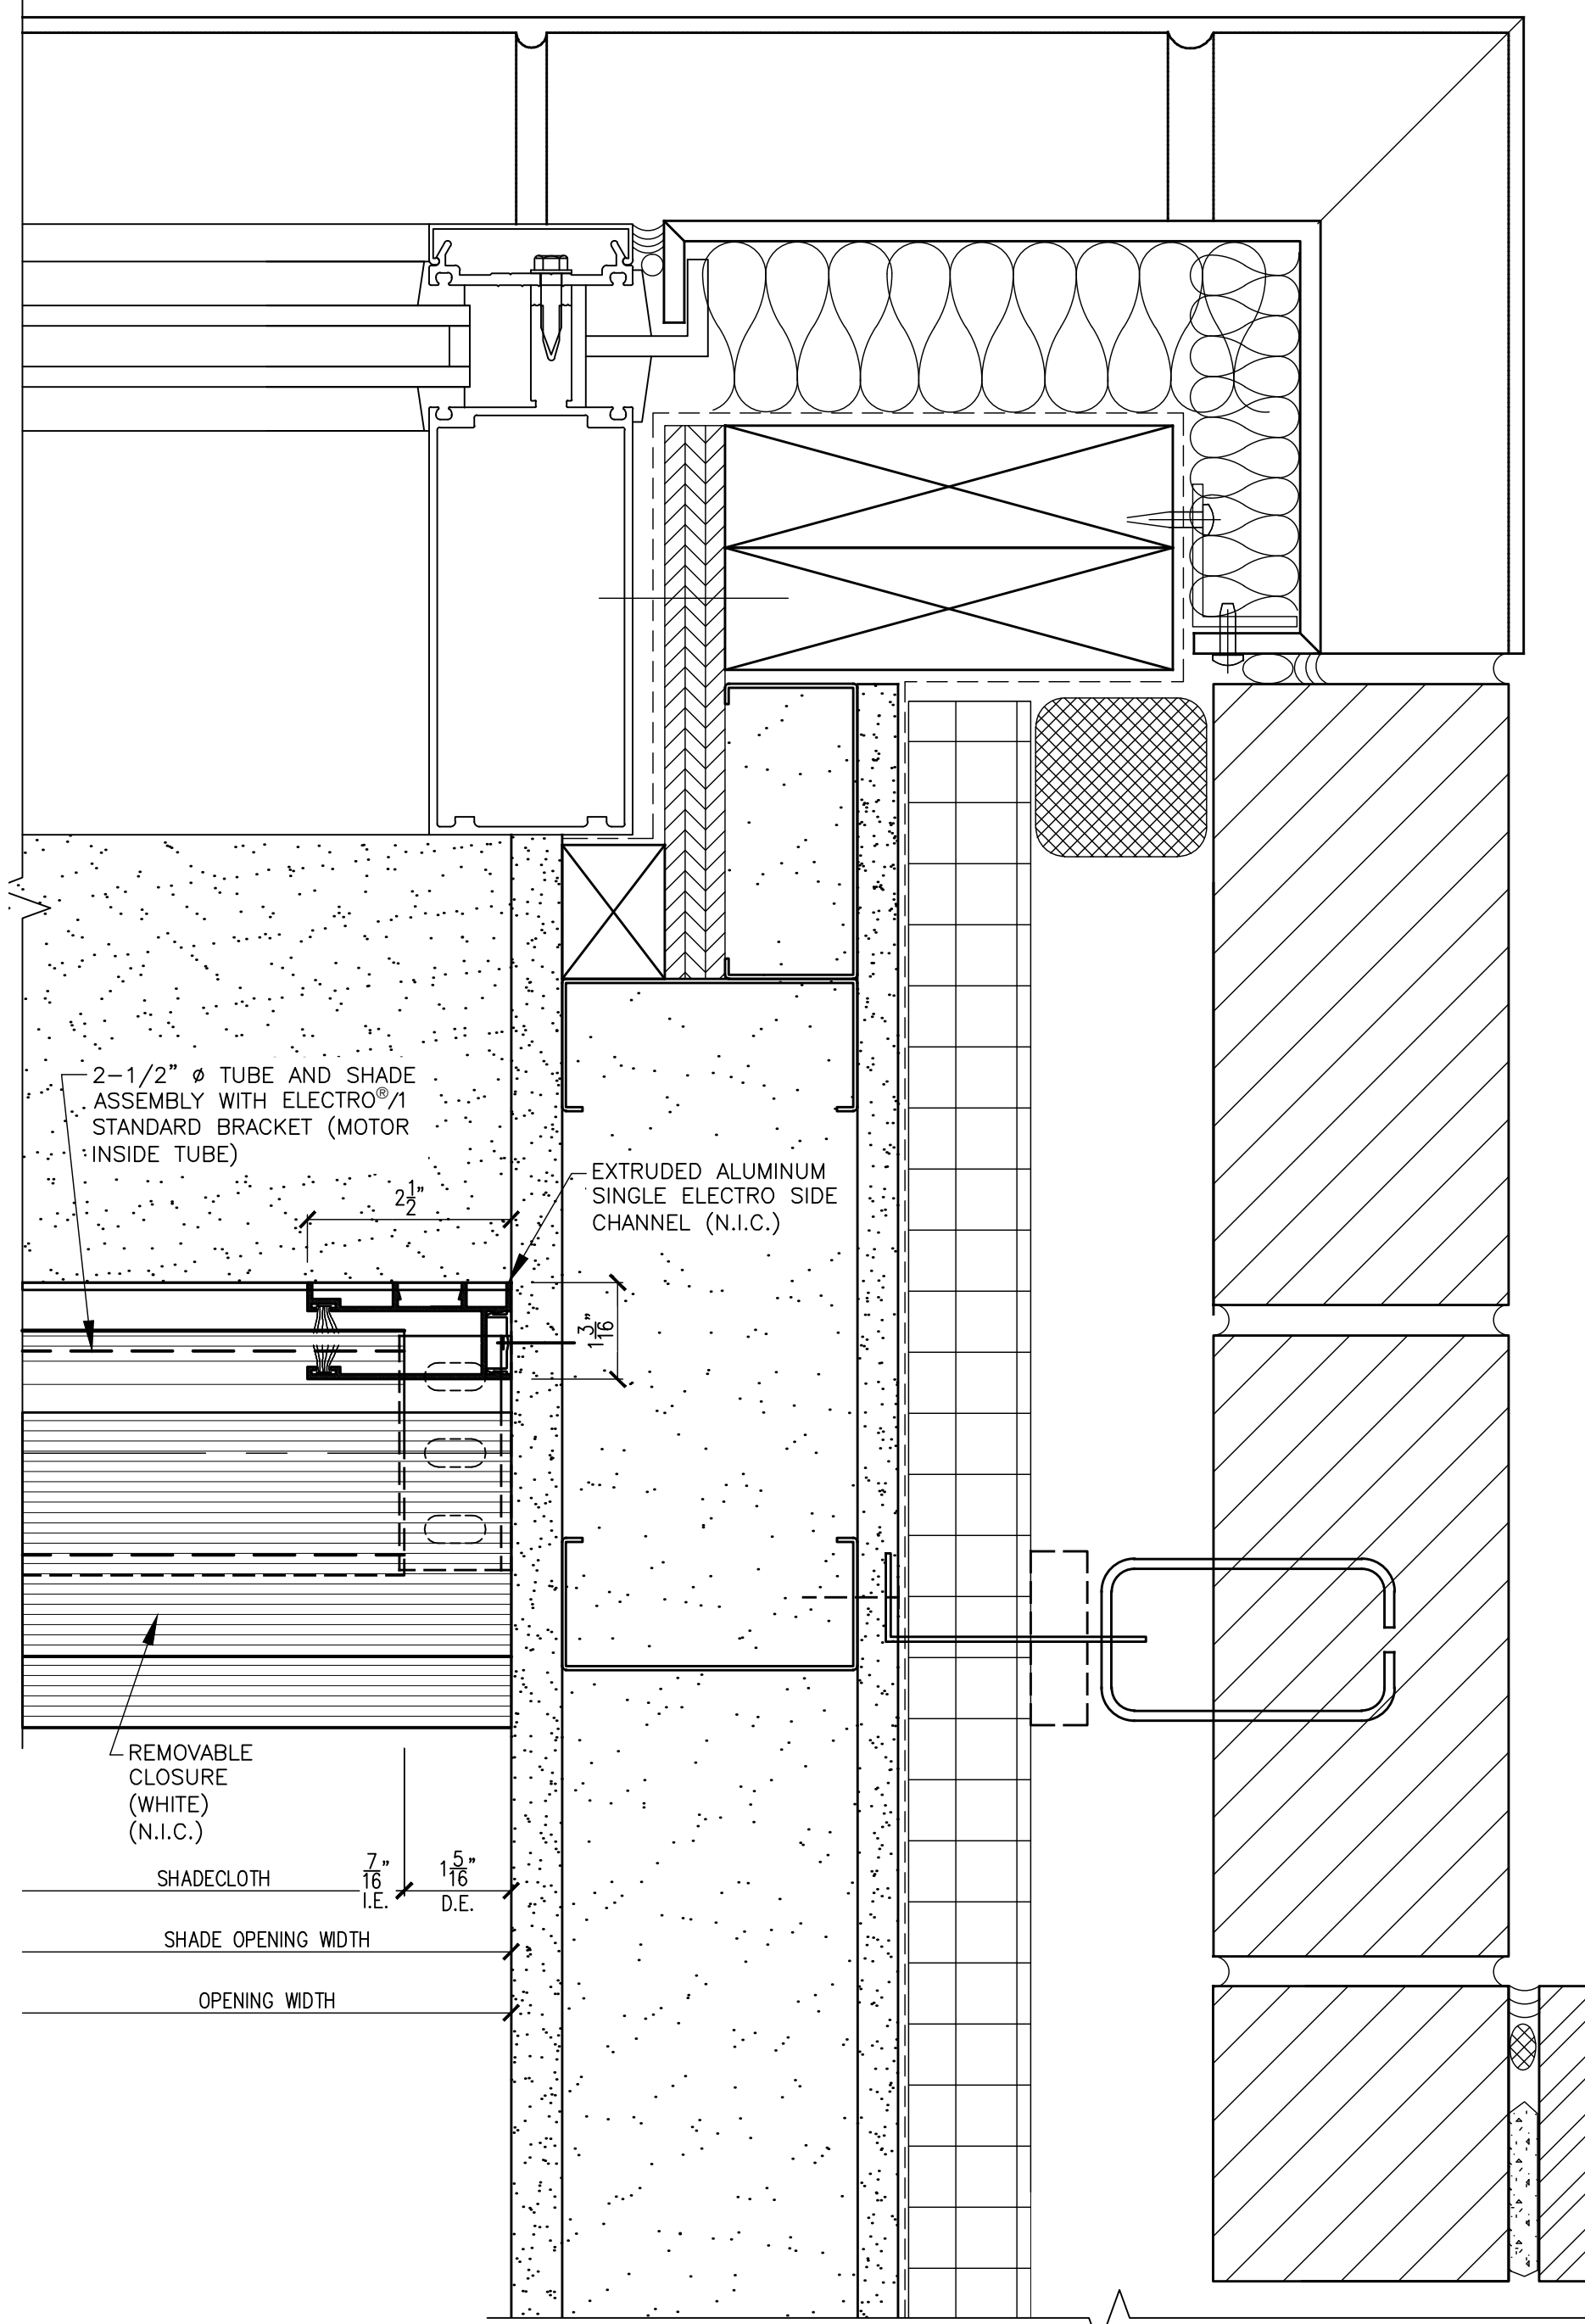 2-1/2" ø TUBE AND SHADE
ASSEMBLY WITH ELECTRO®/1
STANDARD BRACKET (MOTOR
INSIDE TUBE)
2 1/2"
EXTRUDED ALUMINUM
SINGLE ELECTRO SIDE
CHANNEL (N.I.C.)
1 3/16"
REMOVABLE
CLOSURE
(WHITE)
(N.I.C.)
SHADECLOTH
7/16"
I.E.
1 5/16"
D.E.
SHADE OPENING WIDTH
OPENING WIDTH